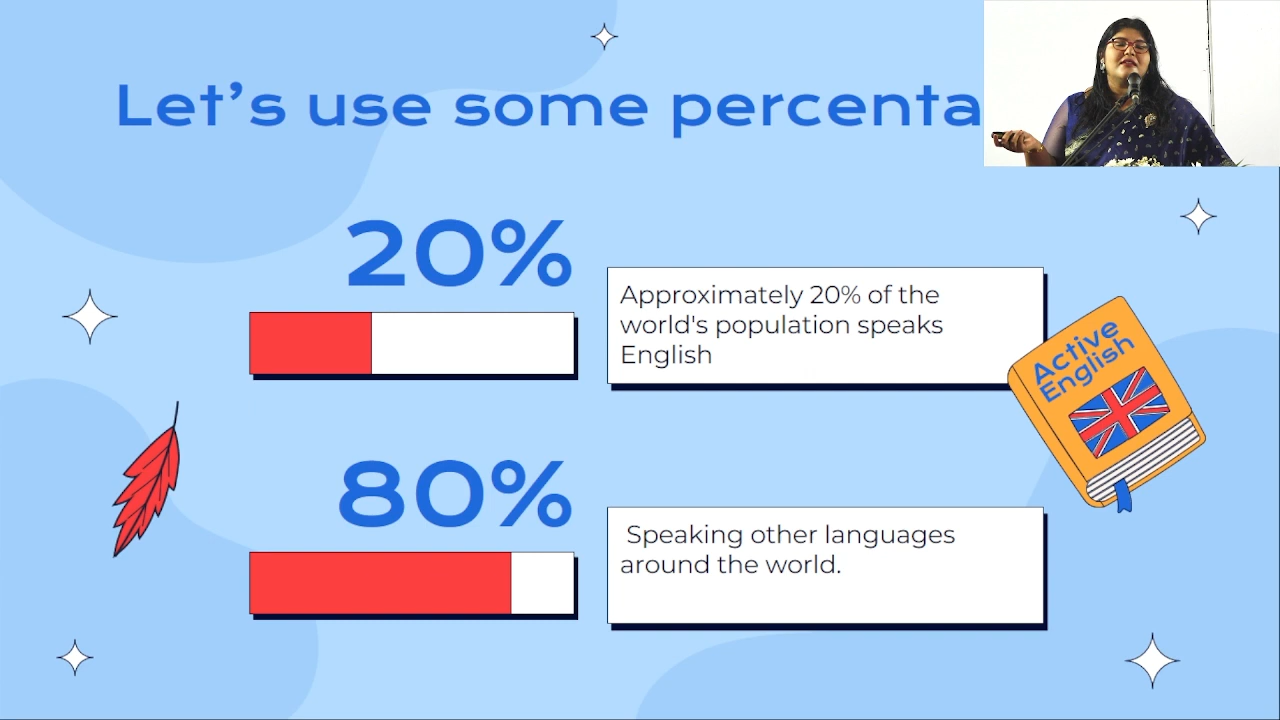 Let's use some percenta
20%
Approximately 20% of the
world's population speaks
English
Active
English
80%
Speaking other languages
around the world.